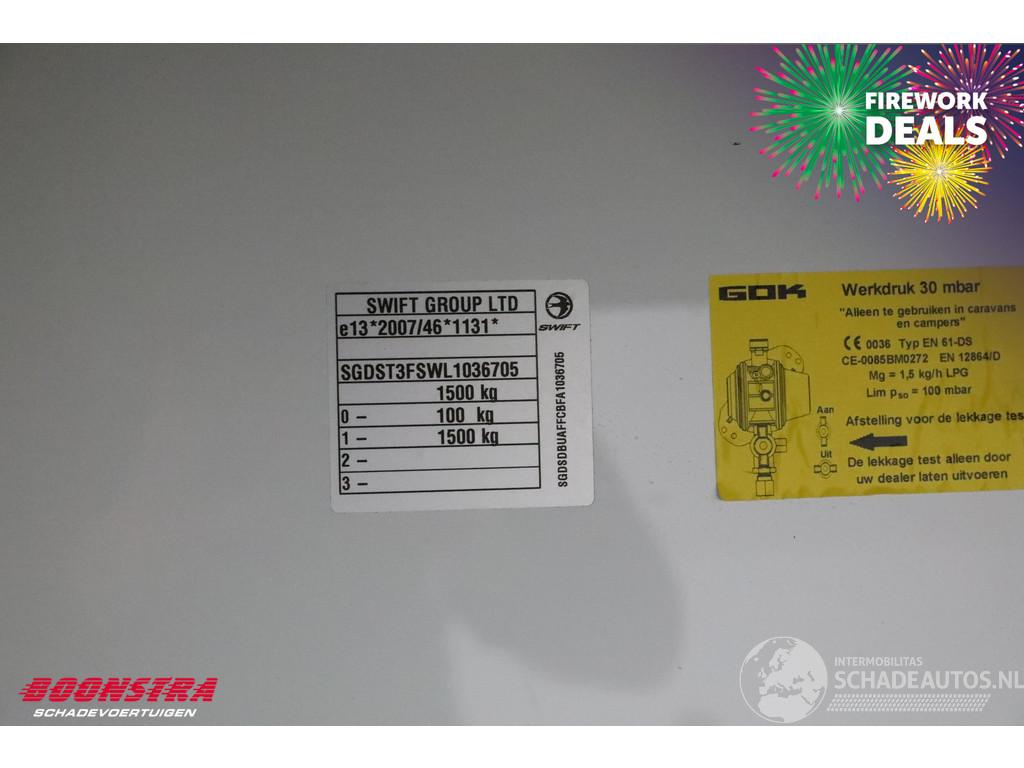 FIREWORK
DEALS
SWIFT GROUP LTD
e13*2007/46*1131*
SGDST3FSWL1036705
1500 kg
0 – 100 kg
1 – 1500 kg
2 –
3 –
SWIFT
SGDSDBUAFFCBFA1036705
GOK Werkdruk 30 mbar
"Alleen te gebruiken in caravans
en campers"
CE 0036 Typ EN 61-DS
CE-0085BM0272 EN 12864/D
Mg = 1,5 kg/h LPG
Lim pso = 100 mbar
Aan
Afstelling voor de lekkage tes
Uit
De lekkage test alleen door
uw dealer laten uitvoeren
BOONSTRA
SCHADEVOERTUIGEN
INTERMOBILITAS
SCHADEAUTOS.NL